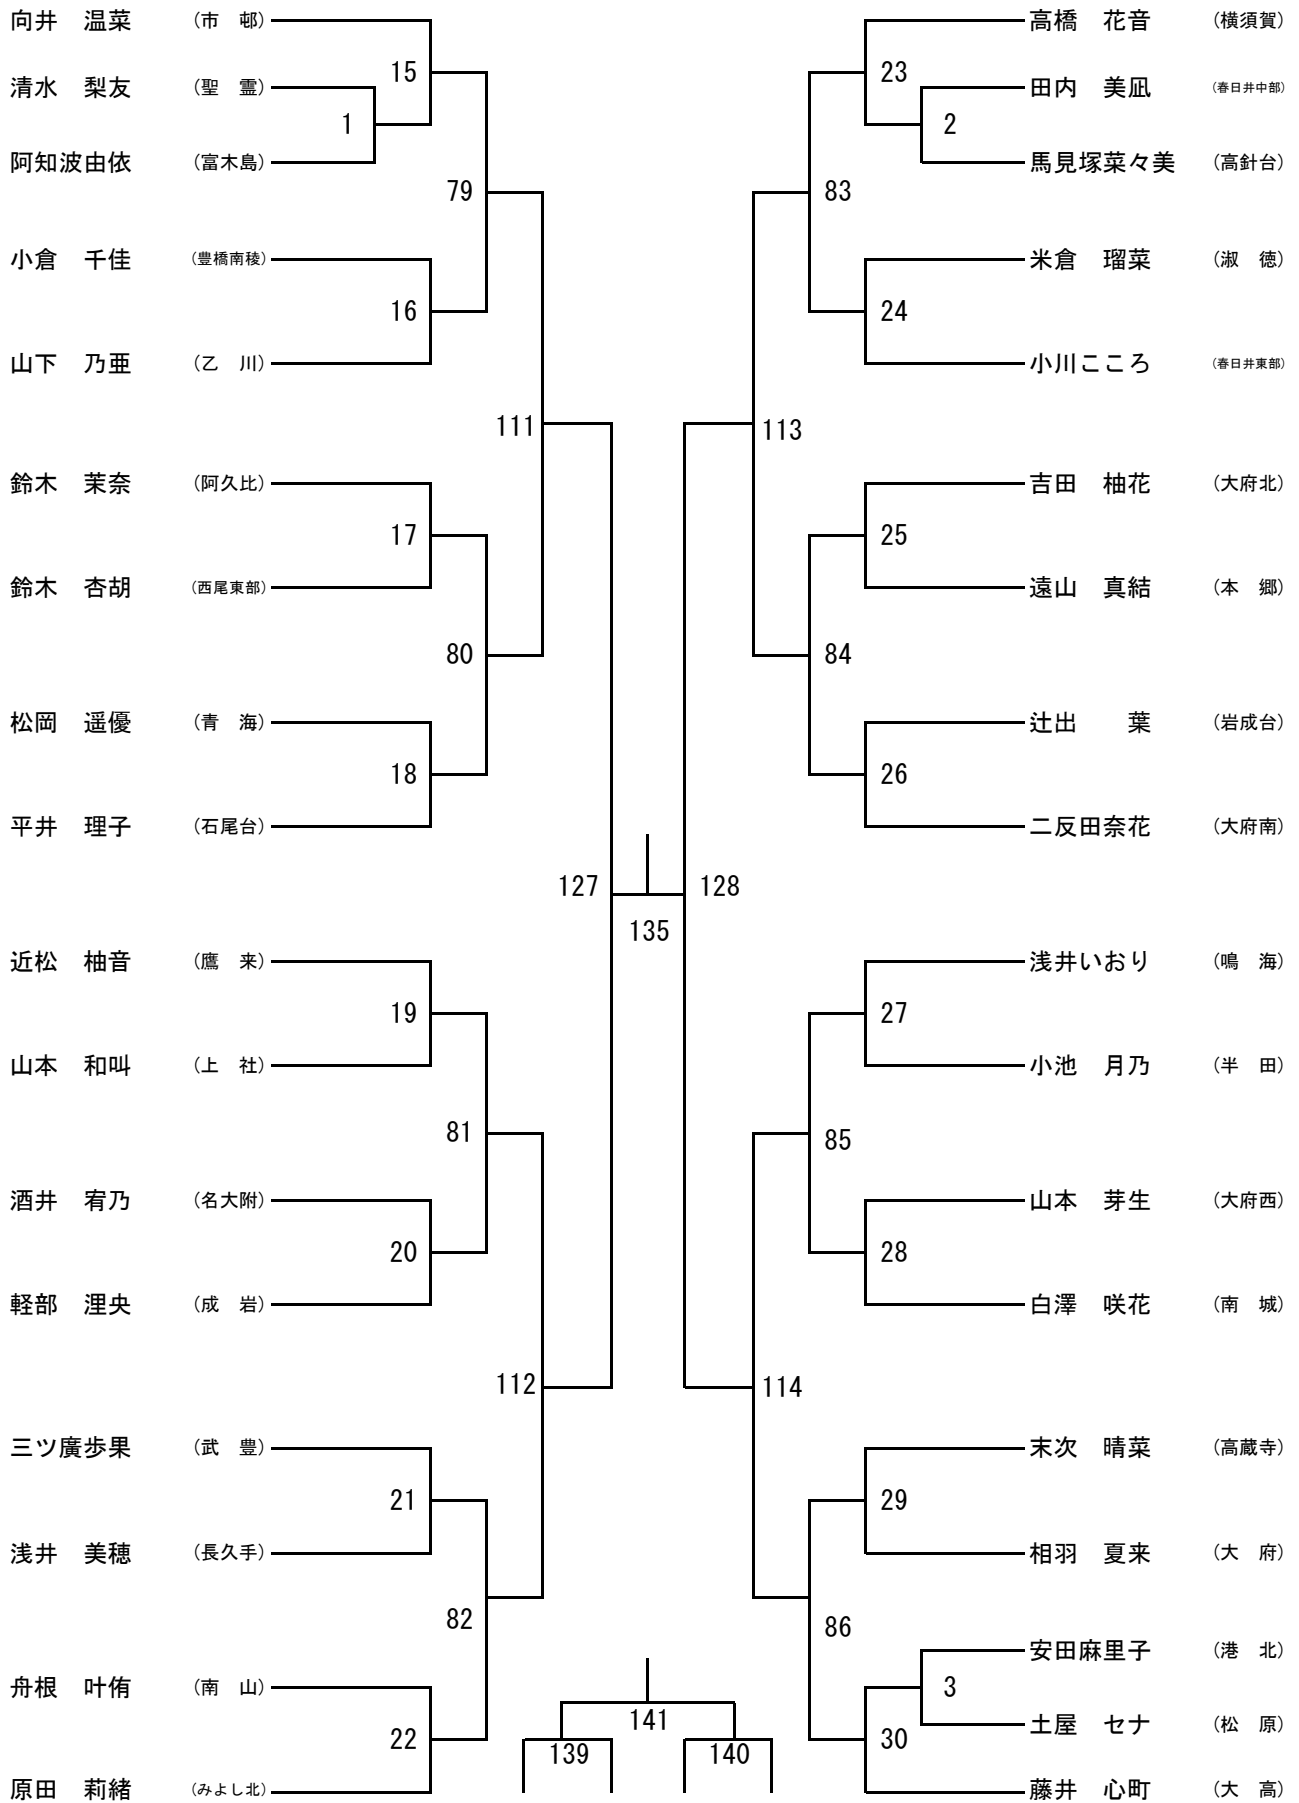 向井　温菜　（市　邨）
15
清水　梨友　（聖　霊）
1
阿知波由依　（富木島）
79
小倉　千佳　（豊橋南稜）
16
山下　乃亜　（乙　川）
111
鈴木　茉奈　（阿久比）
17
鈴木　杏胡　（西尾東部）
80
松岡　遥優　（青　海）
18
平井　理子　（石尾台）
127
近松　柚音　（鷹　来）
19
山本　和叫　（上　社）
81
酒井　宥乃　（名大附）
20
軽部　浬央　（成　岩）
112
三ツ廣歩果　（武　豊）
21
浅井　美穂　（長久手）
82
舟根　叶侑　（南　山）
22
原田　莉緒　（みよし北）
135
141
139
140
高橋　花音　（横須賀）
23
田内　美凪　（春日井中部）
2
馬見塚菜々美　（高針台）
83
米倉　瑠菜　（淑　徳）
24
小川こころ　（春日井東部）
113
吉田　柚花　（大府北）
25
遠山　真結　（本　郷）
84
辻出　　葉　（岩成台）
26
二反田奈花　（大府南）
128
浅井いおり　（鳴　海）
27
小池　月乃　（半　田）
85
山本　芽生　（大府西）
28
白澤　咲花　（南　城）
114
末次　晴菜　（高蔵寺）
29
相羽　夏来　（大　府）
86
安田麻里子　（港　北）
3
土屋　セナ　（松　原）
30
藤井　心町　（大　高）